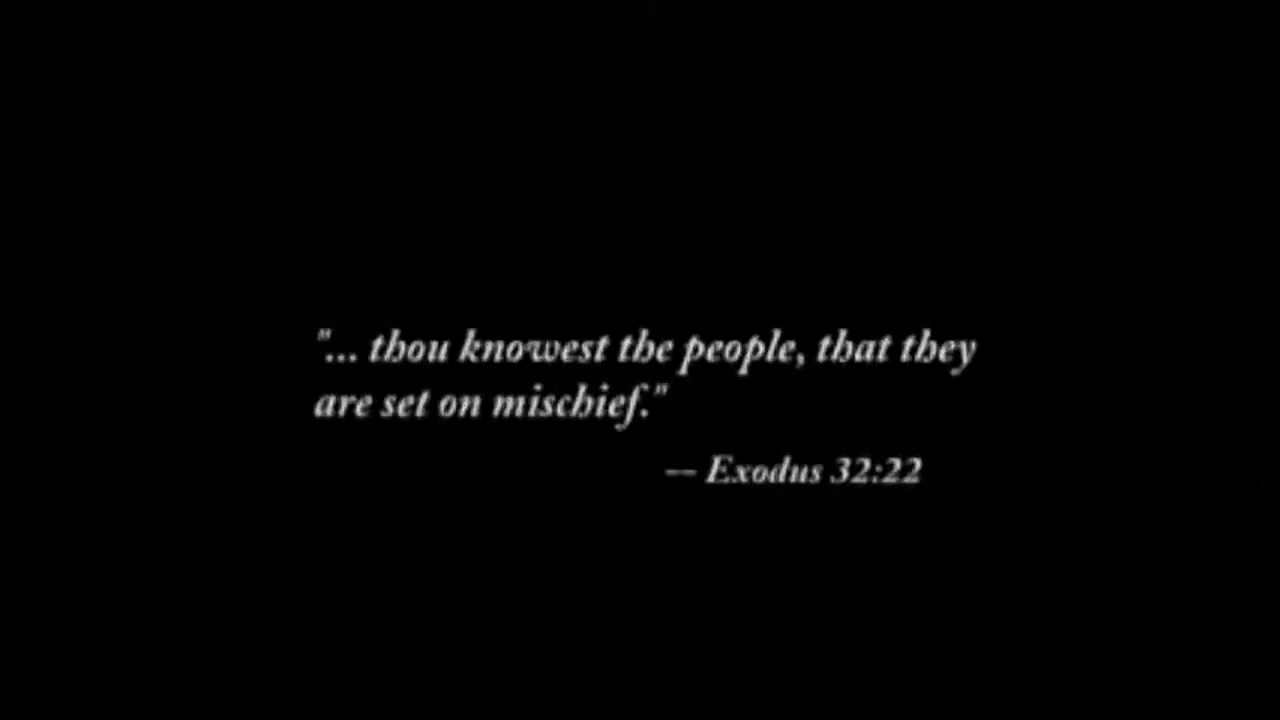 "... thou knowest the people, that they
are set on mischief."
-- Exodus 32:22